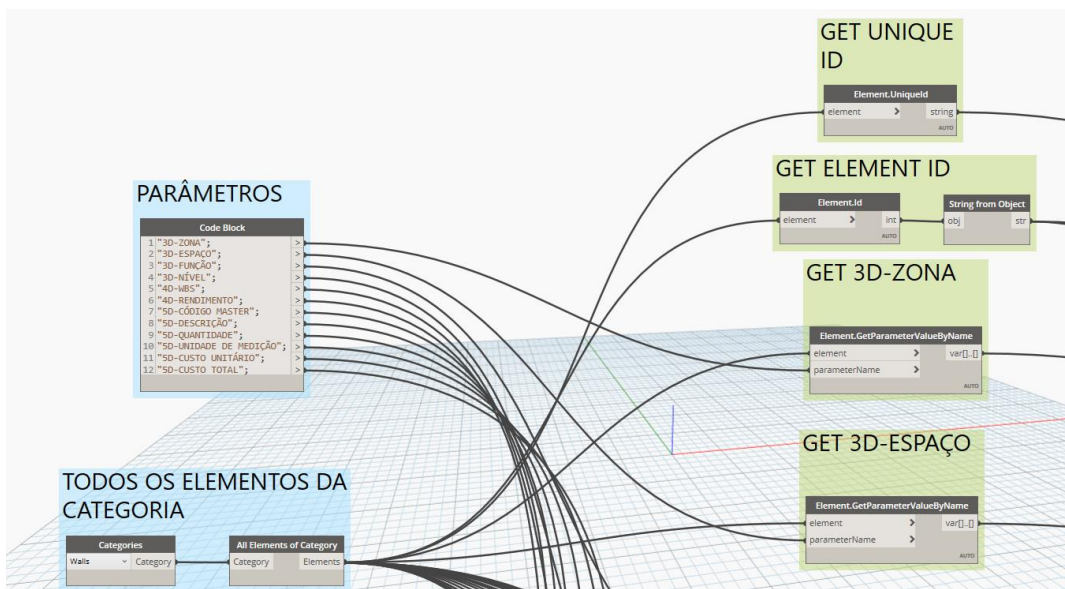 GET UNIQUE
ID
Element.UniqueId
element > string
AUTO
GET ELEMENT ID
Element.Id
element > int
AUTO
String from Object
obj str
PARÂMETROS
Code Block
1 "3D-ZONA"; >
2 "3D-ESPAÇO"; >
3 "3D-FUNÇÃO"; >
4 "3D-NÍVEL"; >
5 "4D-WBS"; >
6 "4D-RENDIMENTO"; >
7 "5D-CÓDIGO MASTER"; >
8 "5D-DESCRIÇÃO"; >
9 "5D-QUANTIDADE"; >
10 "5D-UNIDADE DE MEDIÇÃO"; >
11 "5D-CUSTO UNITÁRIO"; >
12 "5D-CUSTO TOTAL"; >
GET 3D-ZONA
Element.GetParameterValueByName
element > var[]..[]
parameterName >
AUTO
GET 3D-ESPAÇO
Element.GetParameterValueByName
element > var[]..[]
parameterName >
AUTO
TODOS OS ELEMENTOS DA
CATEGORIA
Categories
Walls Category
All Elements of Category
Category Elements